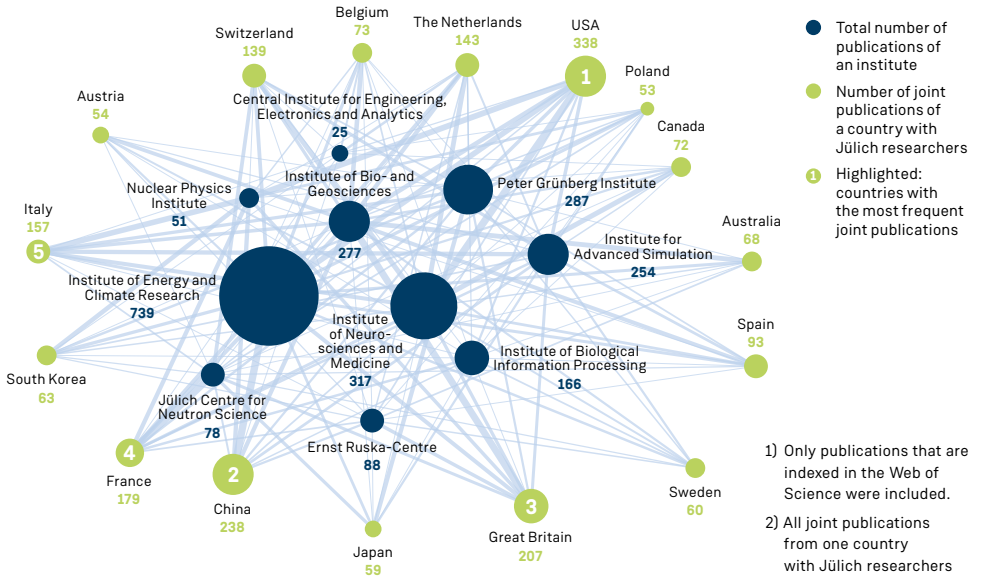 Belgium
73
The Netherlands
143
USA
338
1
Switzerland
139
Poland
53
Austria
54
Canada
72
Central Institute for Engineering,
Electronics and Analytics
25
Institute of Bio- and
Geosciences
277
Nuclear Physics
Institute
51
Peter Grünberg Institute
287
Italy
157
5
Australia
68
Institute for
Advanced Simulation
254
Institute of Energy and
Climate Research
739
Institute
of Neuro-
sciences and
Medicine
317
Spain
93
Institute of Biological
Information Processing
166
South Korea
63
Jülich Centre for
Neutron Science
78
Ernst Ruska-Centre
88
4
France
179
2
China
238
Japan
59
3
Great Britain
207
Sweden
60
Total number of
publications of
an institute
Number of joint
publications of
a country with
Jülich researchers
1
Highlighted:
countries with
the most frequent
joint publications
1) Only publications that are
indexed in the Web of
Science were included.
2) All joint publications
from one country
with Jülich researchers